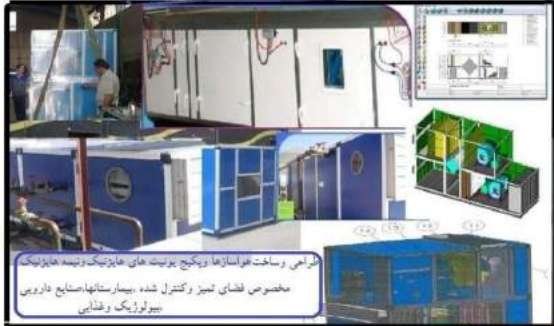 طراحی وساخت هواسازها وپکیج یونیت های هایژنیک ونیمه هایژنیک
مخصوص فضای تمیز وکنترل شده ،بیمارستانها،صنایع دارویی
،بیولوژیک وغذایی